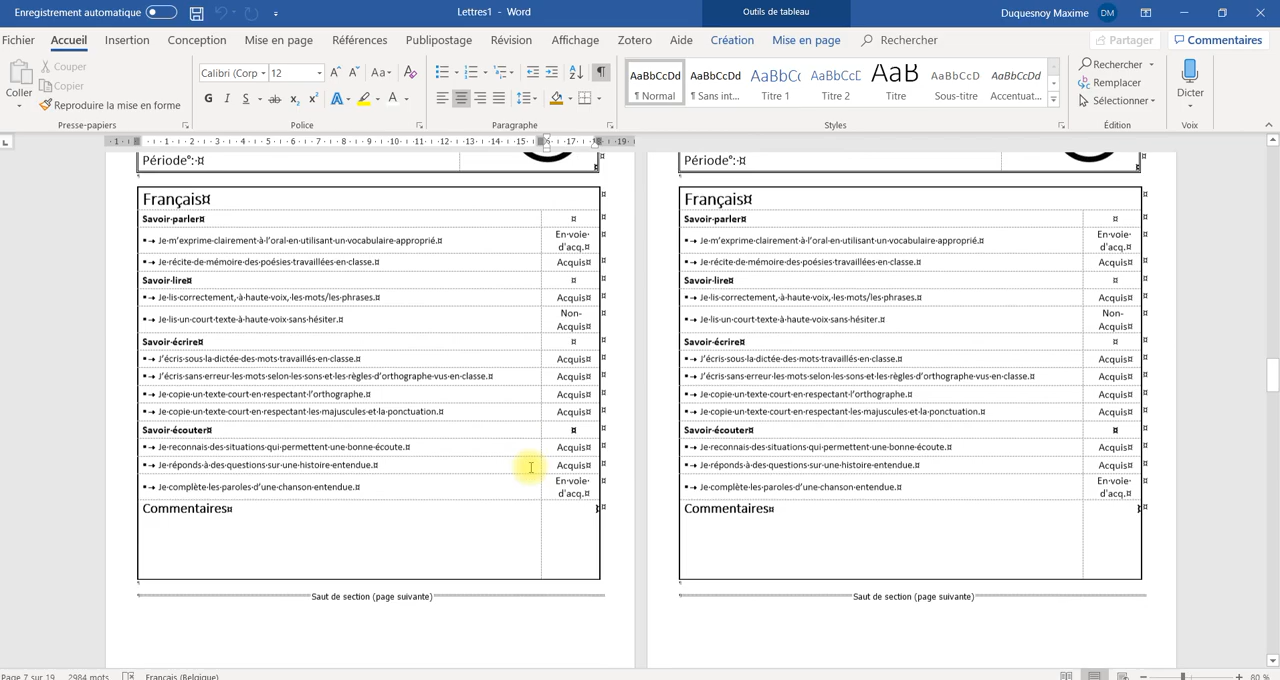 Enregistrement automatique
Lettres1 - Word
Outils de tableau
Duquesnoy Maxime
DM
Fichier Accueil Insertion Conception Mise en page Références Publipostage Révision Affichage Zotero Aide Création Mise en page Rechercher
Partager
Commentaires
Coller
Couper
Copier
Reproduire la mise en forme
Presse-papiers
Calibri (Corp
12
G I S ab x₂ x²
Police
Paragraphe
AaBbCcDd
¶ Normal
AaBbCcDd
¶ Sans int...
AaBbCc
Titre 1
AaBbCcD
Titre 2
AaB
Titre
AaBbCcD
Sous-titre
AaBbCcDd
Accentuat...
Styles
Rechercher
Remplacer
Sélectionner
Édition
Dicter
Voix
Période°:·¤
Français¤
Savoir·parler¤ ¤
Je·m’exprime·clairement·à·l’oral·en·utilisant·un·vocabulaire·approprié.¤ En·voie·
d'acq.¤
Je·récite·de·mémoire·des·poésies·travaillées·en·classe.¤ Acquis¤
Savoir·lire¤ ¤
Je·lis·correctement,·à·haute·voix,·les·mots/les·phrases.¤ Acquis¤
Je·lis·un·court·texte·à·haute·voix·sans·hésiter.¤ Non-
Acquis¤
Savoir·écrire¤ ¤
J’écris·sous·la·dictée·des·mots·travaillés·en·classe.¤ Acquis¤
J’écris·sans·erreur·les·mots·selon·les·sons·et·les·règles·d’orthographe·vus·en·classe.¤ Acquis¤
Je·copie·un·texte·court·en·respectant·l’orthographe.¤ Acquis¤
Je·copie·un·texte·court·en·respectant·les·majuscules·et·la·ponctuation.¤ Acquis¤
Savoir·écouter¤ ¤
Je·reconnais·des·situations·qui·permettent·une·bonne·écoute.¤ Acquis¤
Je·réponds·à·des·questions·sur·une·histoire·entendue.¤ Acquis¤
Je·complète·les·paroles·d’une·chanson·entendue.¤ En·voie·
d'acq.¤
Commentaires¤
Saut de section (page suivante)
Période°:·¤
Français¤
Savoir·parler¤ ¤
Je·m’exprime·clairement·à·l’oral·en·utilisant·un·vocabulaire·approprié.¤ En·voie·
d'acq.¤
Je·récite·de·mémoire·des·poésies·travaillées·en·classe.¤ Acquis¤
Savoir·lire¤ ¤
Je·lis·correctement,·à·haute·voix,·les·mots/les·phrases.¤ Acquis¤
Je·lis·un·court·texte·à·haute·voix·sans·hésiter.¤ Non-
Acquis¤
Savoir·écrire¤ ¤
J’écris·sous·la·dictée·des·mots·travaillés·en·classe.¤ Acquis¤
J’écris·sans·erreur·les·mots·selon·les·sons·et·les·règles·d’orthographe·vus·en·classe.¤ Acquis¤
Je·copie·un·texte·court·en·respectant·l’orthographe.¤ Acquis¤
Je·copie·un·texte·court·en·respectant·les·majuscules·et·la·ponctuation.¤ Acquis¤
Savoir·écouter¤ ¤
Je·reconnais·des·situations·qui·permettent·une·bonne·écoute.¤ Acquis¤
Je·réponds·à·des·questions·sur·une·histoire·entendue.¤ Acquis¤
Je·complète·les·paroles·d’une·chanson·entendue.¤ En·voie·
d'acq.¤
Commentaires¤
Saut de section (page suivante)
Page 7 sur 19 2984 mots Français (Belgique) 80 %